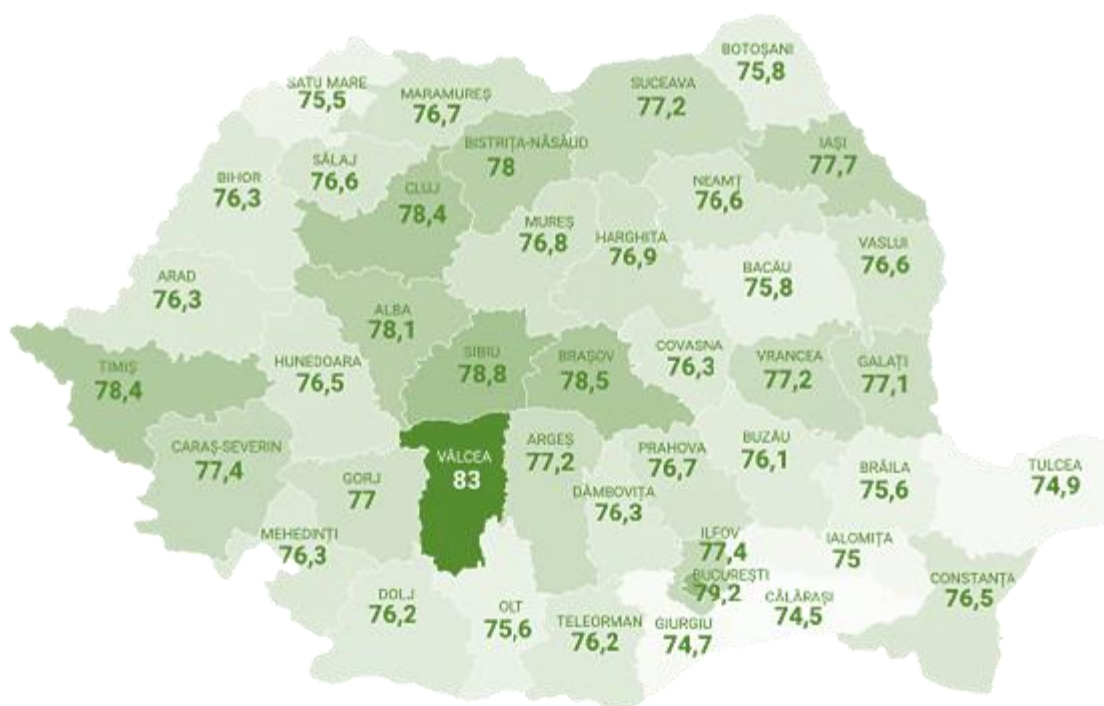 BOTOȘANI
75,8
SATU MARE
75,5
MARAMUREȘ
76,7
SUCEAVA
77,2
BISTRIȚA-NĂSĂUD
78
IAȘI
77,7
SĂLAJ
76,6
BIHOR
76,3
CLUJ
78,4
NEAMȚ
76,6
MUREȘ
76,8
HARGHITA
76,9
VASLUI
76,6
BACĂU
75,8
ARAD
76,3
ALBA
78,1
TIMIȘ
78,4
HUNEDOARA
76,5
SIBIU
78,8
BRAȘOV
78,5
COVASNA
76,3
VRANCEA
77,2
GALAȚI
77,1
CARAȘ-SEVERIN
77,4
VÂLCEA
83
ARGEȘ
77,2
PRAHOVA
76,7
BUZĂU
76,1
BRĂILA
75,6
TULCEA
74,9
GORJ
77
DÂMBOVIȚA
76,3
MEHEDINȚI
76,3
ILFOV
77,4
IALOMIȚA
75
BUCUREȘTI
79,2
CĂLĂRAȘI
74,5
CONSTANȚA
76,5
DOLJ
76,2
OLT
75,6
TELEORMAN
76,2
GIURGIU
74,7